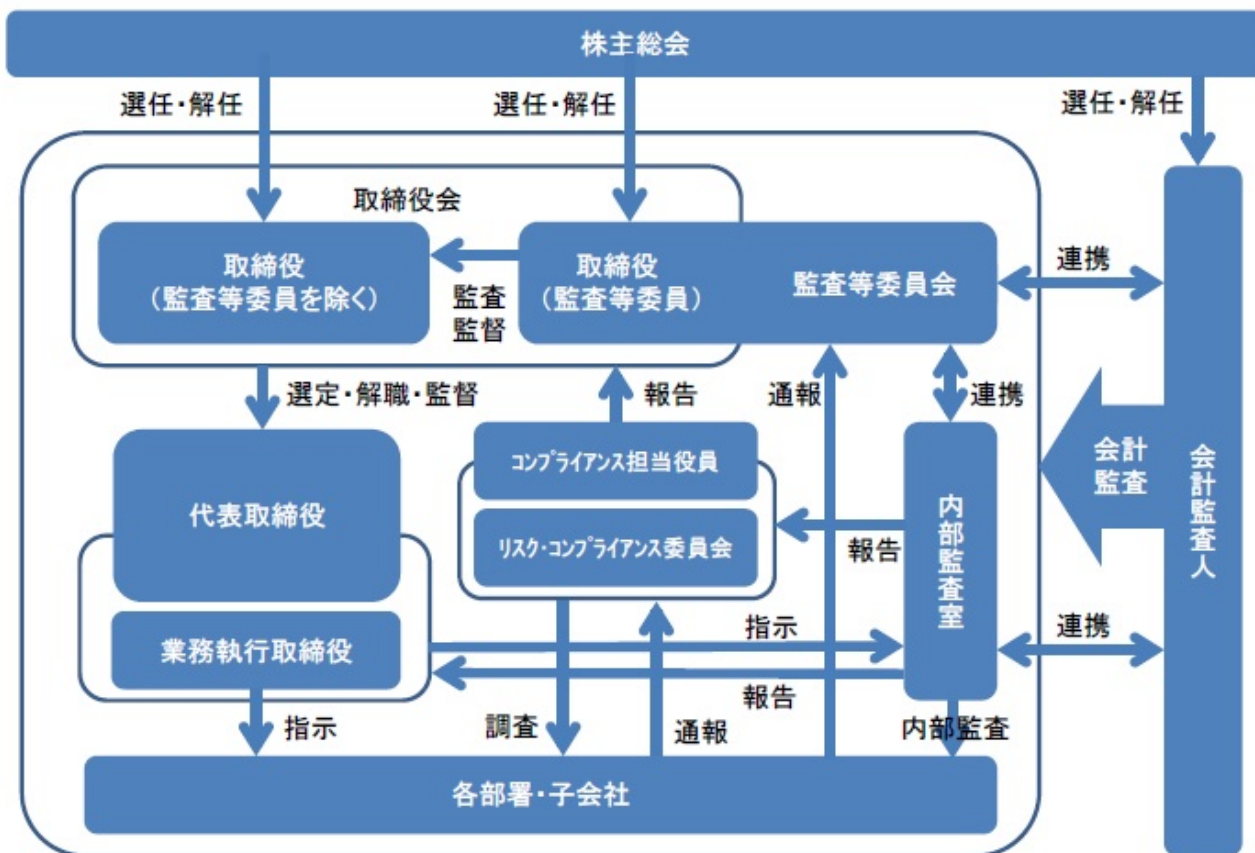 株主総会
選任・解任
選任・解任
選任・解任
取締役会
取締役
(監査等委員を除く)
監査
監督
取締役
(監査等委員)
監査等委員会
連携
選定・解職・監督
報告
通報
連携
代表取締役
コンプライアンス担当役員
リスク・コンプライアンス委員会
報告
内部監査室
会計
監査
会計監査人
業務執行取締役
指示
報告
連携
指示
調査
通報
内部監査
各部署・子会社